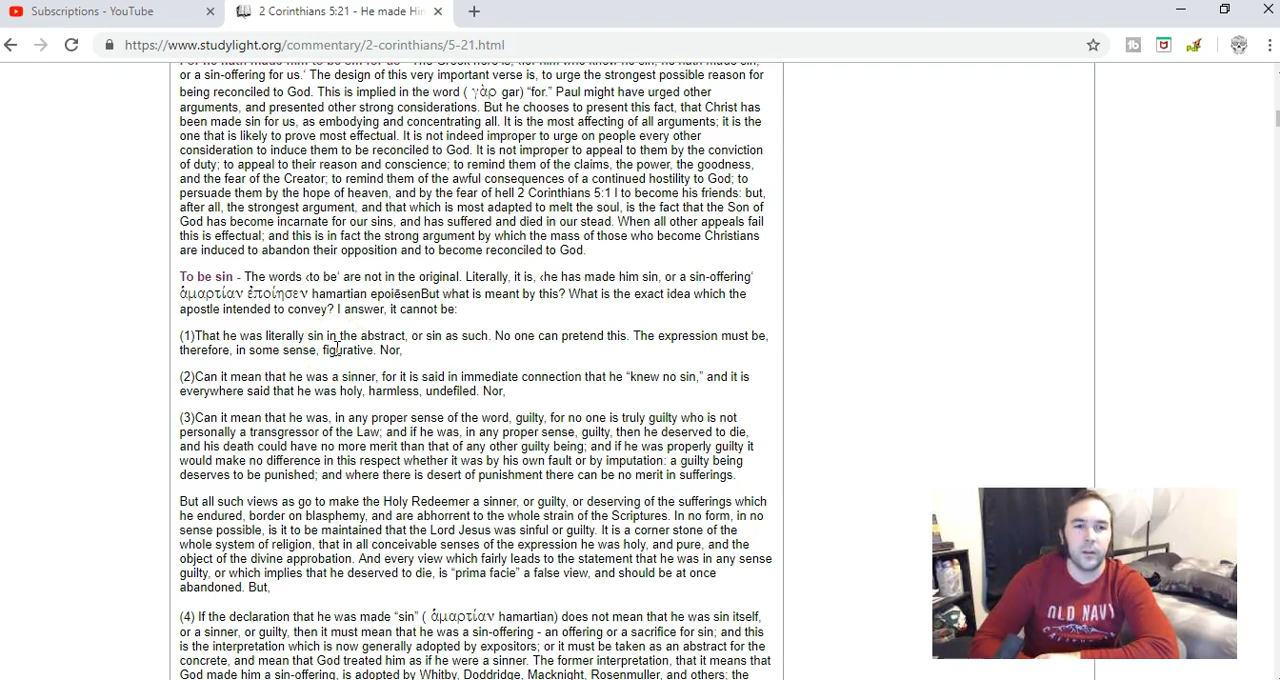 Subscriptions - YouTube
2 Corinthians 5:21 - He made Hin
https://www.studylight.org/commentary/2-corinthians/5-21.html
or a sin-offering for us.‘ The design of this very important verse is, to urge the strongest possible reason for
being reconciled to God. This is implied in the word ( γὰρ gar) “for.” Paul might have urged other
arguments, and presented other strong considerations. But he chooses to present this fact, that Christ has
been made sin for us, as embodying and concentrating all. It is the most affecting of all arguments; it is the
one that is likely to prove most effectual. It is not indeed improper to urge on people every other
consideration to induce them to be reconciled to God. It is not improper to appeal to them by the conviction
of duty; to appeal to their reason and conscience; to remind them of the claims, the power, the goodness,
and the fear of the Creator; to remind them of the awful consequences of a continued hostility to God; to
persuade them by the hope of heaven, and by the fear of hell 2 Corinthians 5:1 I to become his friends: but,
after all, the strongest argument, and that which is most adapted to melt the soul, is the fact that the Son of
God has become incarnate for our sins, and has suffered and died in our stead. When all other appeals fail
this is effectual; and this is in fact the strong argument by which the mass of those who become Christians
are induced to abandon their opposition and to become reconciled to God.
To be sin - The words ‹to be‘ are not in the original. Literally, it is, ‹he has made him sin, or a sin-offering‘
ἁμαρτίαν ἐποίησεν hamartian epoiēsenBut what is meant by this? What is the exact idea which the
apostle intended to convey? I answer, it cannot be:
(1)That he was literally sin in the abstract, or sin as such. No one can pretend this. The expression must be,
therefore, in some sense, figurative. Nor,
(2)Can it mean that he was a sinner, for it is said in immediate connection that he “knew no sin,” and it is
everywhere said that he was holy, harmless, undefiled. Nor,
(3)Can it mean that he was, in any proper sense of the word, guilty, for no one is truly guilty who is not
personally a transgressor of the Law; and if he was, in any proper sense, guilty, then he deserved to die,
and his death could have no more merit than that of any other guilty being; and if he was properly guilty it
would make no difference in this respect whether it was by his own fault or by imputation: a guilty being
deserves to be punished; and where there is desert of punishment there can be no merit in sufferings.
But all such views as go to make the Holy Redeemer a sinner, or guilty, or deserving of the sufferings which
he endured, border on blasphemy, and are abhorrent to the whole strain of the Scriptures. In no form, in no
sense possible, is it to be maintained that the Lord Jesus was sinful or guilty. It is a corner stone of the
whole system of religion, that in all conceivable senses of the expression he was holy, and pure, and the
object of the divine approbation. And every view which fairly leads to the statement that he was in any sense
guilty, or which implies that he deserved to die, is “prima facie” a false view, and should be at once
abandoned. But,
(4) If the declaration that he was made “sin” ( ἁμαρτίαν hamartian) does not mean that he was sin itself,
or a sinner, or guilty, then it must mean that he was a sin-offering - an offering or a sacrifice for sin; and this
is the interpretation which is now generally adopted by expositors; or it must be taken as an abstract for the
concrete, and mean that God treated him as if he were a sinner. The former interpretation, that it means that
God made him a sin-offering, is adopted by Whitby, Doddridge, Macknight, Rosenmuller, and others; the
OLD NAVY